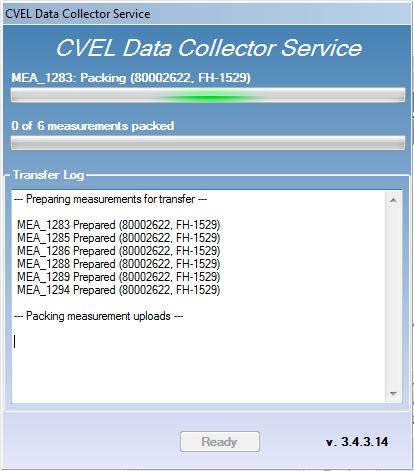 CVEL Data Collector Service
CVEL Data Collector Service
MEA_1283: Packing (80002622, FH-1529)
0 of 6 measurements packed
Transfer Log
--- Preparing measurements for transfer ---
MEA_1283 Prepared (80002622, FH-1529)
MEA_1285 Prepared (80002622, FH-1529)
MEA_1286 Prepared (80002622, FH-1529)
MEA_1288 Prepared (80002622, FH-1529)
MEA_1289 Prepared (80002622, FH-1529)
MEA_1294 Prepared (80002622, FH-1529)
--- Packing measurement uploads ---
Ready
v. 3.4.3.14